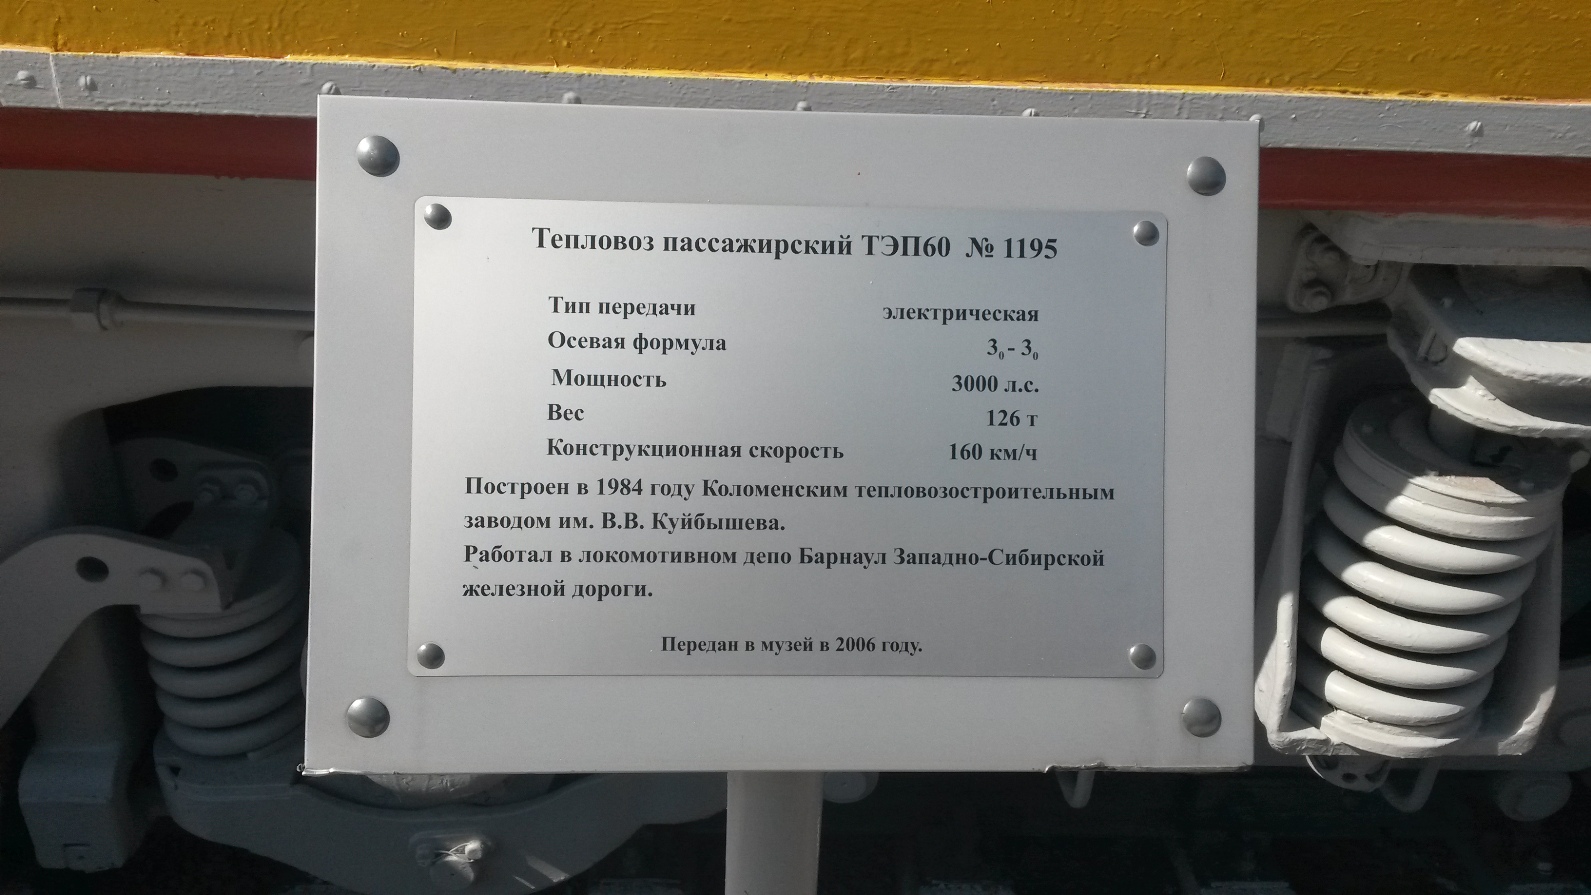 Тепловоз пассажирский ТЭП60 № 1195
Тип передачи электрическая
Осевая формула 3₀ - 3₀
Мощность 3000 л.с.
Вес 126 т
Конструкционная скорость 160 км/ч
Построен в 1984 году Коломенским тепловозостроительным
заводом им. В.В. Куйбышева.
Работал в локомотивном депо Барнаул Западно-Сибирской
железной дороги.
Передан в музей в 2006 году.